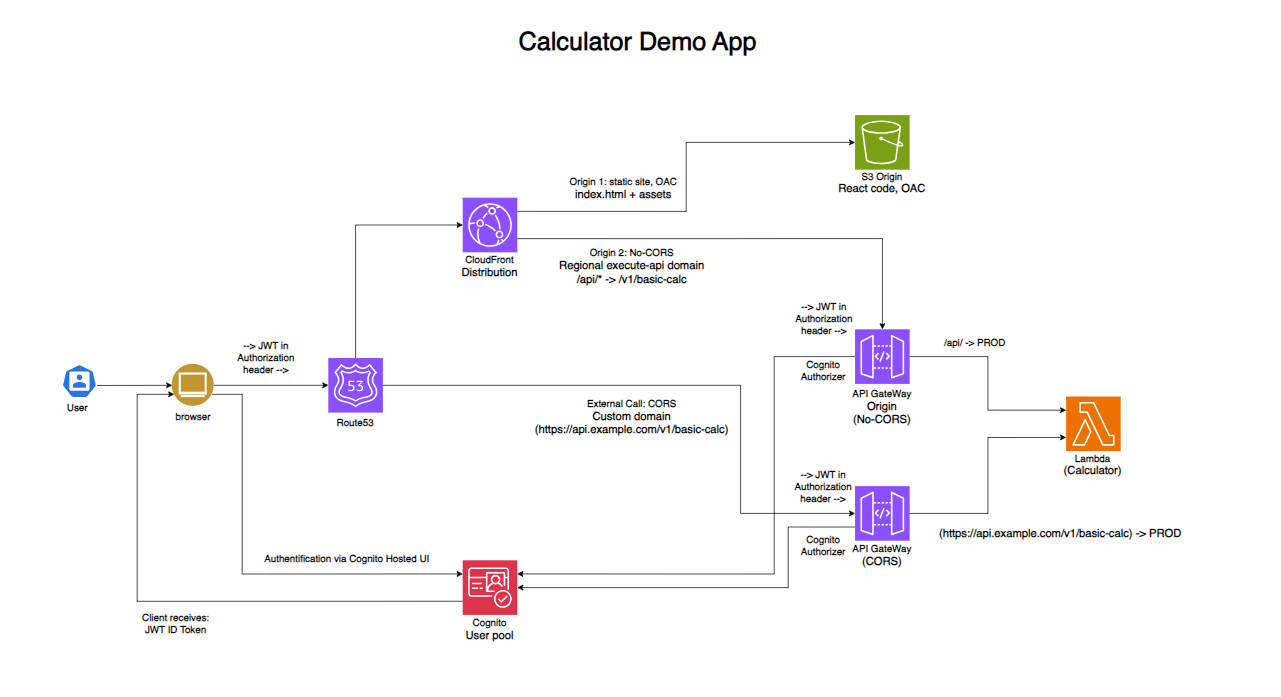 Calculator Demo App
S3 Origin
React code, OAC
Origin 1: static site, OAC
index.html + assets
CloudFront
Distribution
Origin 2: No-CORS
Regional execute-api domain
/api/* -> /v1/basic-calc
--> JWT in
Authorization
header -->
--> JWT in
Authorization
header -->
/api/ -> PROD
Cognito
Authorizer
API GateWay
Origin
(No-CORS)
User
browser
53
Route53
External Call: CORS
Custom domain
(https://api.example.com/v1/basic-calc)
Lambda
(Calculator)
--> JWT in
Authorization
header -->
(https://api.example.com/v1/basic-calc) -> PROD
Cognito
Authorizer
API GateWay
(CORS)
Authentification via Cognito Hosted UI
Client receives:
JWT ID Token
Cognito
User pool